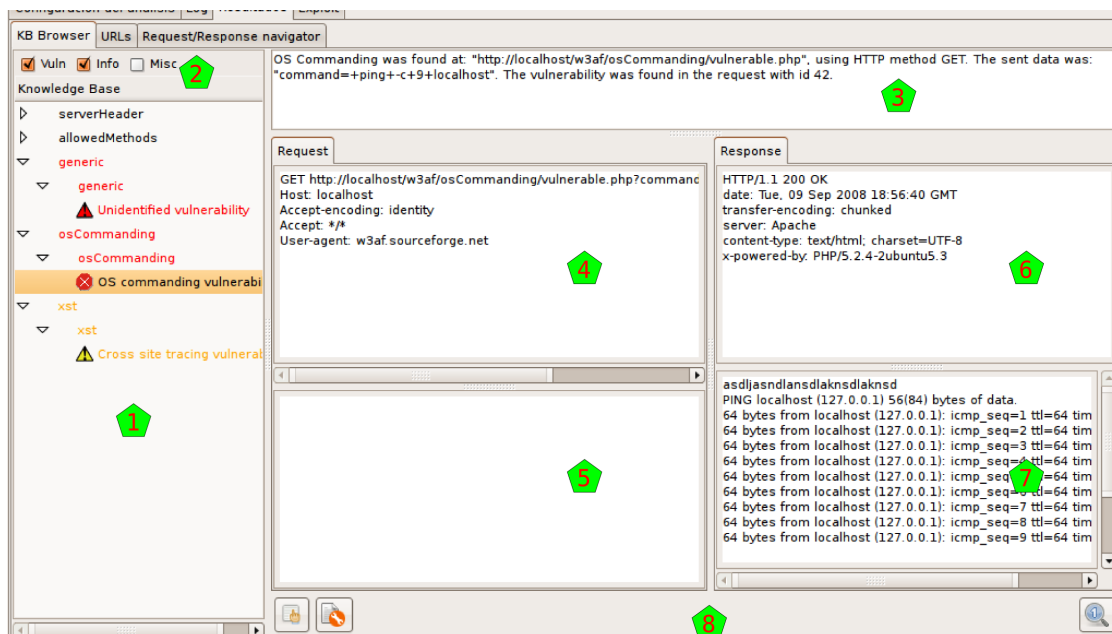 Log
KB Browser URLs Request/Response navigator
Vuln Info Misc
2
Knowledge Base
serverHeader
allowedMethods
generic
generic
Unidentified vulnerability
osCommanding
osCommanding
OS commanding vulnerabi
xst
xst
Cross site tracing vulnerab
1
OS Commanding was found at: "http://localhost/w3af/osCommanding/vulnerable.php", using HTTP method GET. The sent data was:
"command=+ping+-c+9+localhost". The vulnerability was found in the request with id 42.
3
Request
GET http://localhost/w3af/osCommanding/vulnerable.php?command
Host: localhost
Accept-encoding: identity
Accept: */*
User-agent: w3af.sourceforge.net
4
5
Response
HTTP/1.1 200 OK
date: Tue, 09 Sep 2008 18:56:40 GMT
transfer-encoding: chunked
server: Apache
content-type: text/html; charset=UTF-8
x-powered-by: PHP/5.2.4-2ubuntu5.3
6
asdljasndlansdlaknsdlaknsd
PING localhost (127.0.0.1) 56(84) bytes of data.
64 bytes from localhost (127.0.0.1): icmp_seq=1 ttl=64 tim
64 bytes from localhost (127.0.0.1): icmp_seq=2 ttl=64 tim
64 bytes from localhost (127.0.0.1): icmp_seq=3 ttl=64 tim
64 bytes from localhost (127.0.0.1): icmp_seq=4 ttl=64 tim
64 bytes from localhost (127.0.0.1): ttl=64 tim
64 bytes from localhost (127.0.0.1): ttl=64 tim
64 bytes from localhost (127.0.0.1): icmp_seq=7 ttl=64 tim
64 bytes from localhost (127.0.0.1): icmp_seq=8 ttl=64 tim
64 bytes from localhost (127.0.0.1): icmp_seq=9 ttl=64 tim
7
8